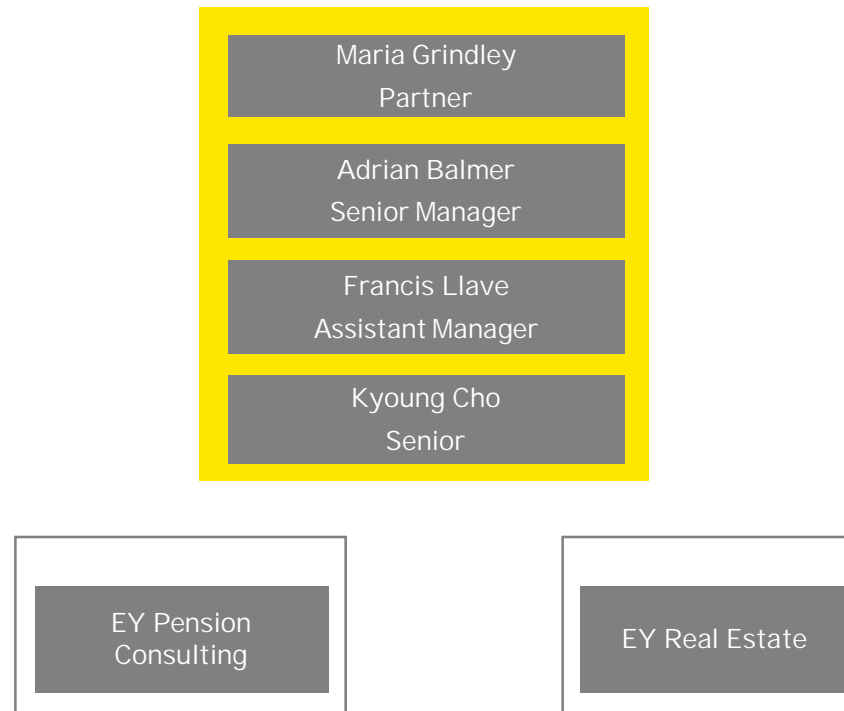 Maria Grindley
Partner
Adrian Balmer
Senior Manager
Francis Llave
Assistant Manager
Kyoung Cho
Senior
EY Pension
Consulting
EY Real Estate